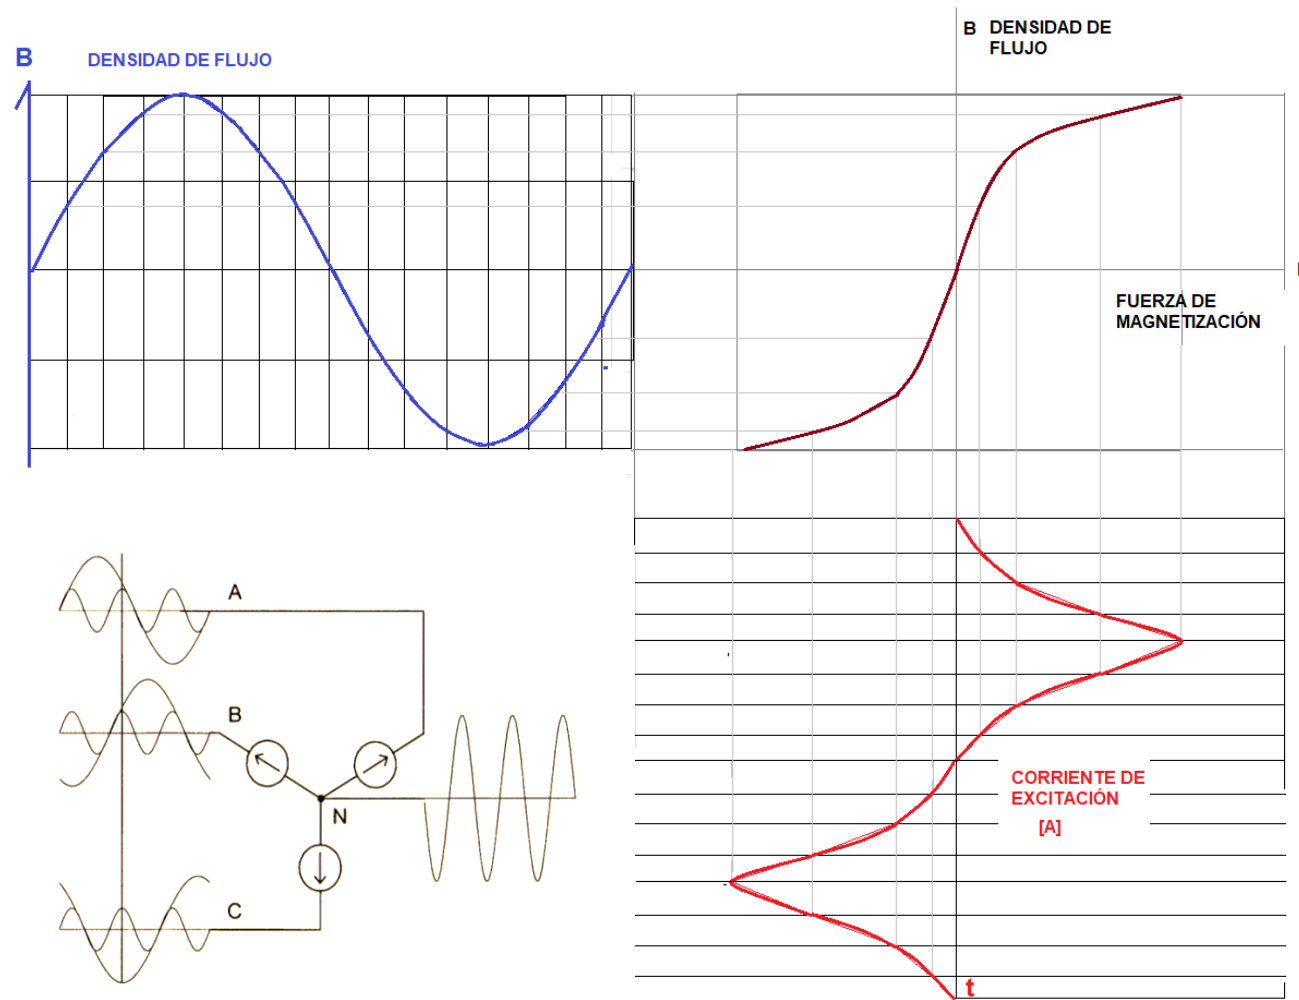 B DENSIDAD DE
FLUJO
B
DENSIDAD DE FLUJO
FUERZA DE
MAGNETIZACIÓN
A
B
N
C
CORRIENTE DE
EXCITACIÓN
[A]
t